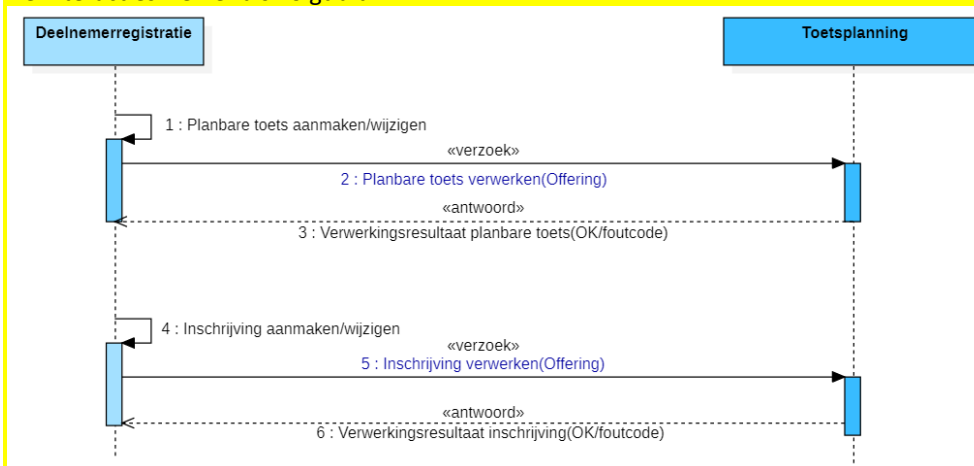 Deelnemerregistratie
Toetsplanning
1 : Planbare toets aanmaken/wijzigen
«verzoek»
2 : Planbare toets verwerken(Offering)
«antwoord»
3 : Verwerkingsresultaat planbare toets(OK/foutcode)
4 : Inschrijving aanmaken/wijzigen
«verzoek»
5 : Inschrijving verwerken(Offering)
«antwoord»
6 : Verwerkingsresultaat inschrijving(OK/foutcode)